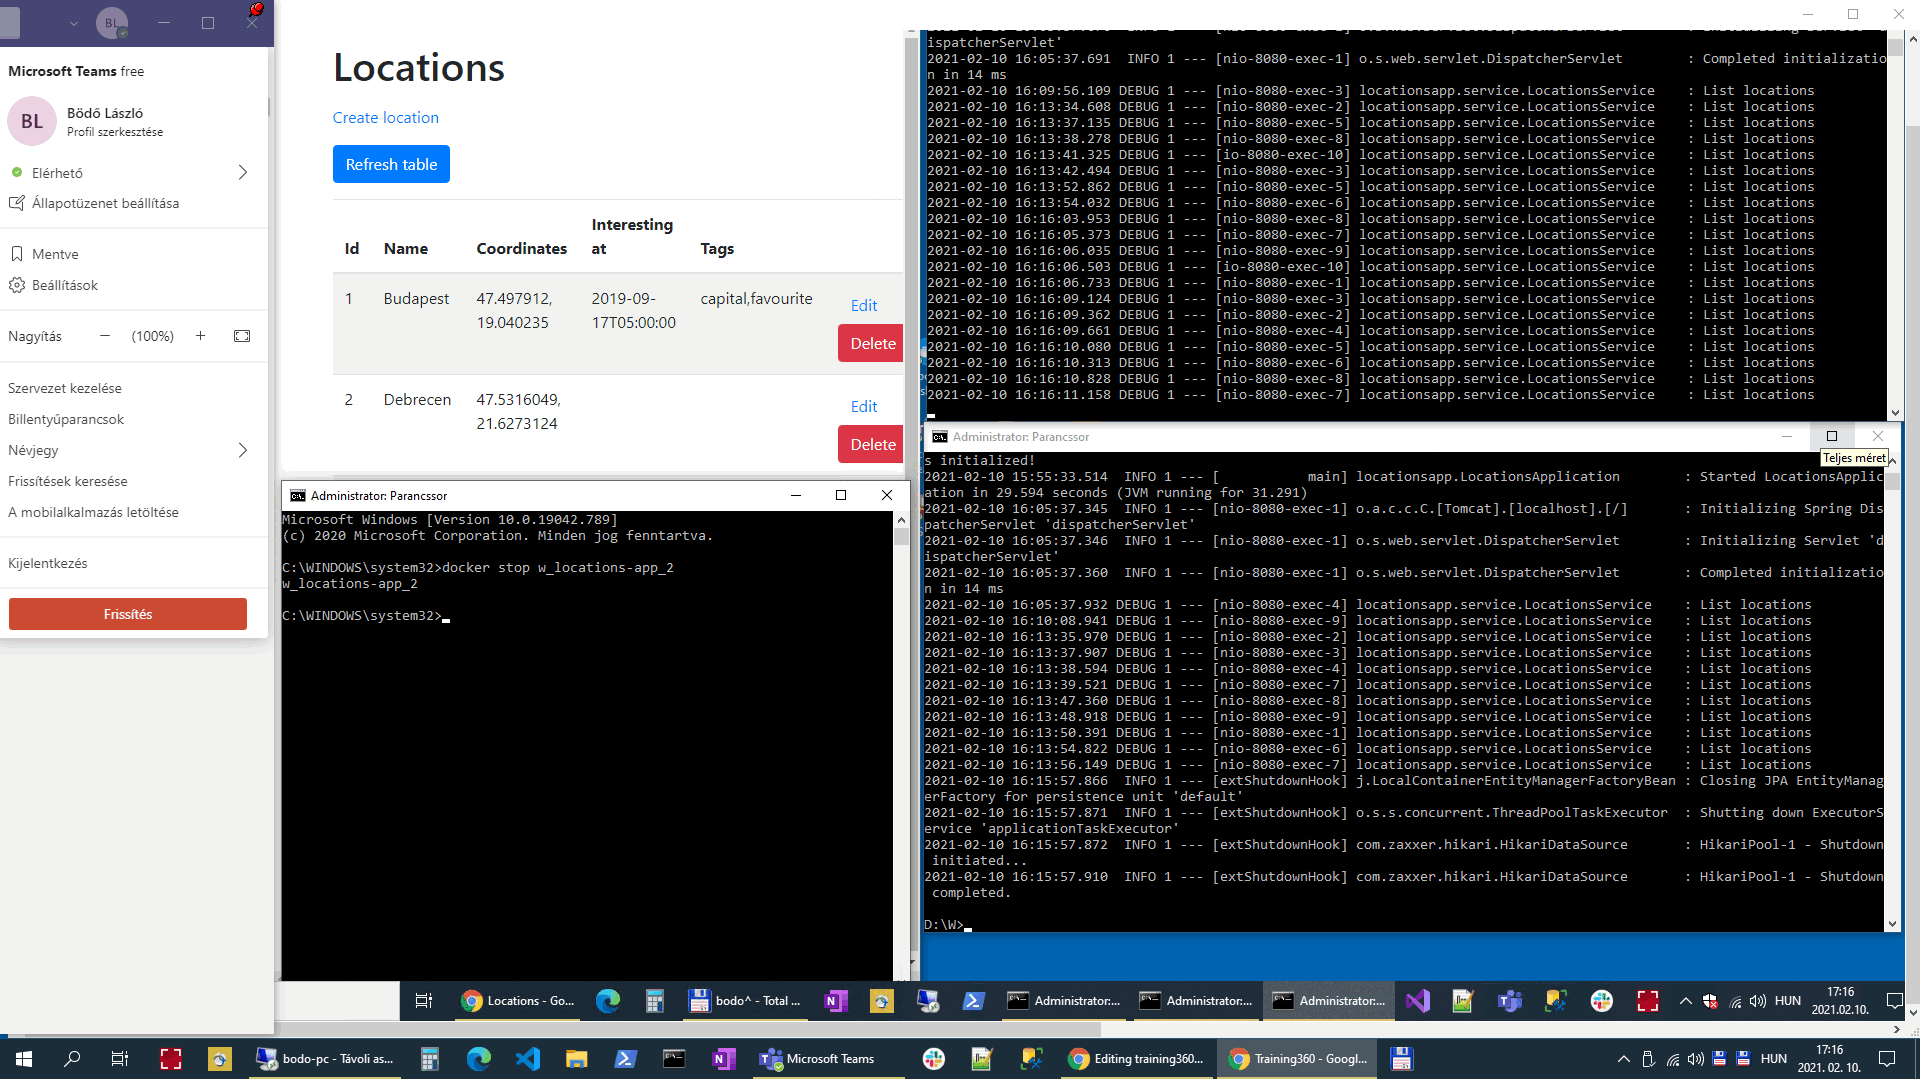 BL
Microsoft Teams free
BL
Bödő László
Profil szerkesztése
Elérhető
Állapotüzenet beállítása
Mentve
Beállítások
Nagyítás
(100%)
Szervezet kezelése
Billentyűparancsok
Névjegy
Frissítések keresése
A mobilalkalmazás letöltése
Kijelentkezés
Frissítés
Locations
Create location
Refresh table
Id Name Coordinates Interesting at Tags
1 Budapest 47.497912, 19.040235 2019-09-17T05:00:00 capital,favourite
Edit
Delete
2 Debrecen 47.5316049, 21.6273124
Edit
Delete
Administrator: Parancssor
Microsoft Windows [Version 10.0.19042.789]
(c) 2020 Microsoft Corporation. Minden jog fenntartva.
C:\WINDOWS\system32>docker stop w_locations-app_2
w_locations-app_2
C:\WINDOWS\system32>
ispatcherServlet'
2021-02-10 16:05:37.691  INFO 1 --- [nio-8080-exec-1] o.s.web.servlet.DispatcherServlet        : Completed initializatio
n in 14 ms
2021-02-10 16:09:56.109 DEBUG 1 --- [nio-8080-exec-3] locationsapp.service.LocationsService    : List locations
2021-02-10 16:13:34.608 DEBUG 1 --- [nio-8080-exec-2] locationsapp.service.LocationsService    : List locations
2021-02-10 16:13:37.135 DEBUG 1 --- [nio-8080-exec-5] locationsapp.service.LocationsService    : List locations
2021-02-10 16:13:38.278 DEBUG 1 --- [nio-8080-exec-8] locationsapp.service.LocationsService    : List locations
2021-02-10 16:13:41.325 DEBUG 1 --- [io-8080-exec-10] locationsapp.service.LocationsService    : List locations
2021-02-10 16:13:42.494 DEBUG 1 --- [nio-8080-exec-3] locationsapp.service.LocationsService    : List locations
2021-02-10 16:13:52.862 DEBUG 1 --- [nio-8080-exec-5] locationsapp.service.LocationsService    : List locations
2021-02-10 16:13:54.032 DEBUG 1 --- [nio-8080-exec-6] locationsapp.service.LocationsService    : List locations
2021-02-10 16:16:03.953 DEBUG 1 --- [nio-8080-exec-8] locationsapp.service.LocationsService    : List locations
2021-02-10 16:16:05.373 DEBUG 1 --- [nio-8080-exec-7] locationsapp.service.LocationsService    : List locations
2021-02-10 16:16:06.035 DEBUG 1 --- [nio-8080-exec-9] locationsapp.service.LocationsService    : List locations
2021-02-10 16:16:06.503 DEBUG 1 --- [io-8080-exec-10] locationsapp.service.LocationsService    : List locations
2021-02-10 16:16:06.733 DEBUG 1 --- [nio-8080-exec-1] locationsapp.service.LocationsService    : List locations
2021-02-10 16:16:09.124 DEBUG 1 --- [nio-8080-exec-3] locationsapp.service.LocationsService    : List locations
2021-02-10 16:16:09.362 DEBUG 1 --- [nio-8080-exec-2] locationsapp.service.LocationsService    : List locations
2021-02-10 16:16:09.661 DEBUG 1 --- [nio-8080-exec-4] locationsapp.service.LocationsService    : List locations
2021-02-10 16:16:10.080 DEBUG 1 --- [nio-8080-exec-5] locationsapp.service.LocationsService    : List locations
2021-02-10 16:16:10.313 DEBUG 1 --- [nio-8080-exec-6] locationsapp.service.LocationsService    : List locations
2021-02-10 16:16:10.828 DEBUG 1 --- [nio-8080-exec-8] locationsapp.service.LocationsService    : List locations
2021-02-10 16:16:11.158 DEBUG 1 --- [nio-8080-exec-7] locationsapp.service.LocationsService    : List locations
Administrator: Parancssor
Teljes méret
s initialized!
2021-02-10 15:55:33.514  INFO 1 --- [           main] locationsapp.LocationsApplication        : Started LocationsApplic
ation in 29.594 seconds (JVM running for 31.291)
2021-02-10 16:05:37.345  INFO 1 --- [nio-8080-exec-1] o.a.c.c.C.[Tomcat].[localhost].[/]       : Initializing Spring Dis
patcherServlet 'dispatcherServlet'
2021-02-10 16:05:37.346  INFO 1 --- [nio-8080-exec-1] o.s.web.servlet.DispatcherServlet        : Initializing Servlet 'd
ispatcherServlet'
2021-02-10 16:05:37.360  INFO 1 --- [nio-8080-exec-1] o.s.web.servlet.DispatcherServlet        : Completed initializatio
n in 14 ms
2021-02-10 16:05:37.932 DEBUG 1 --- [nio-8080-exec-4] locationsapp.service.LocationsService    : List locations
2021-02-10 16:10:08.941 DEBUG 1 --- [nio-8080-exec-9] locationsapp.service.LocationsService    : List locations
2021-02-10 16:13:35.970 DEBUG 1 --- [nio-8080-exec-2] locationsapp.service.LocationsService    : List locations
2021-02-10 16:13:37.907 DEBUG 1 --- [nio-8080-exec-3] locationsapp.service.LocationsService    : List locations
2021-02-10 16:13:38.594 DEBUG 1 --- [nio-8080-exec-4] locationsapp.service.LocationsService    : List locations
2021-02-10 16:13:39.521 DEBUG 1 --- [nio-8080-exec-7] locationsapp.service.LocationsService    : List locations
2021-02-10 16:13:47.360 DEBUG 1 --- [nio-8080-exec-8] locationsapp.service.LocationsService    : List locations
2021-02-10 16:13:48.918 DEBUG 1 --- [nio-8080-exec-9] locationsapp.service.LocationsService    : List locations
2021-02-10 16:13:50.391 DEBUG 1 --- [nio-8080-exec-1] locationsapp.service.LocationsService    : List locations
2021-02-10 16:13:54.822 DEBUG 1 --- [nio-8080-exec-6] locationsapp.service.LocationsService    : List locations
2021-02-10 16:13:56.149 DEBUG 1 --- [nio-8080-exec-7] locationsapp.service.LocationsService    : List locations
2021-02-10 16:15:57.866  INFO 1 --- [extShutdownHook] j.LocalContainerEntityManagerFactoryBean : Closing JPA EntityManag
erFactory for persistence unit 'default'
2021-02-10 16:15:57.871  INFO 1 --- [extShutdownHook] o.s.s.concurrent.ThreadPoolTaskExecutor  : Shutting down ExecutorS
ervice 'applicationTaskExecutor'
2021-02-10 16:15:57.872  INFO 1 --- [extShutdownHook] com.zaxxer.hikari.HikariDataSource       : HikariPool-1 - Shutdown
initiated...
2021-02-10 16:15:57.910  INFO 1 --- [extShutdownHook] com.zaxxer.hikari.HikariDataSource       : HikariPool-1 - Shutdown
completed.
D:\W>
Locations - Go...
bodo^ - Total ...
Administrator:...
Administrator:...
Administrator:...
HUN
17:16
2021.02.10.
bodo-pc - Távoli as...
Microsoft Teams
Editing training360...
Training360 - Googl...
HUN
17:16
2021. 02. 10.